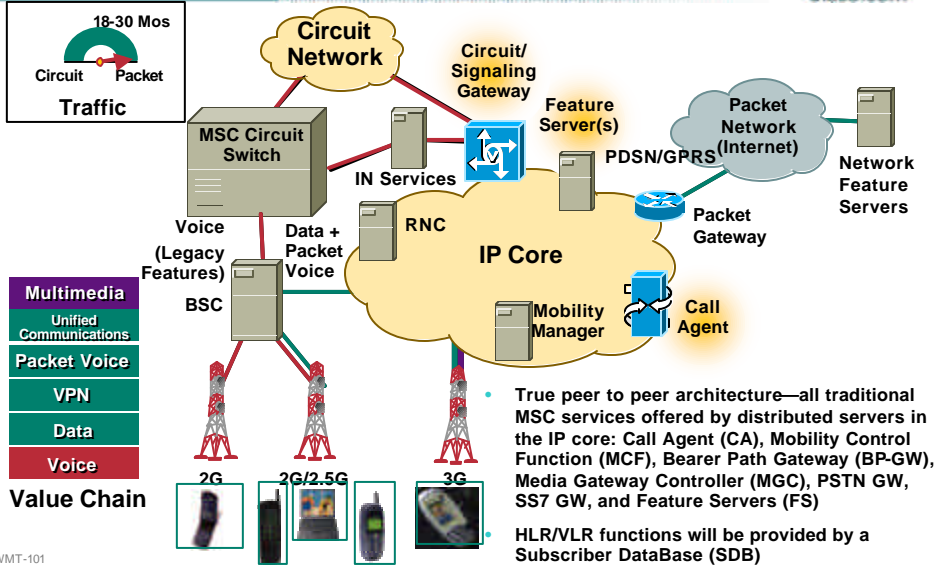 18-30 Mos
Circuit
Packet
Traffic
Circuit
Network
Circuit/
Signaling
Gateway
Feature
Server(s)
MSC Circuit
Switch
IN Services
PDSN/GPRS
Packet
Network
(Internet)
Network
Feature
Servers
Packet
Gateway
Voice
(Legacy
Features)
Data +
Packet
Voice
RNC
IP Core
BSC
Mobility
Manager
Call
Agent
Multimedia
Unified
Communications
Packet Voice
VPN
Data
Voice
Value Chain
2G
2G/2.5G
3G
• True peer to peer architecture—all traditional
MSC services offered by distributed servers in
the IP core: Call Agent (CA), Mobility Control
Function (MCF), Bearer Path Gateway (BP-GW),
Media Gateway Controller (MGC), PSTN GW,
SS7 GW, and Feature Servers (FS)
• HLR/VLR functions will be provided by a
Subscriber DataBase (SDB)
WMT-101